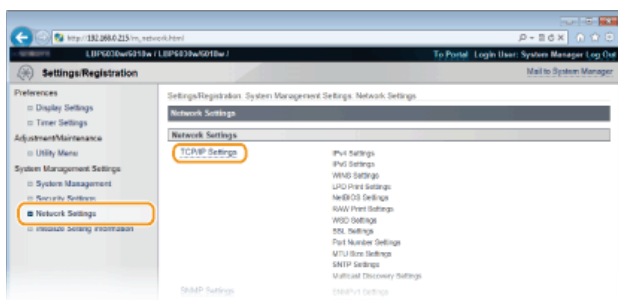 http://192.168.0.215/m_network.html
LBP6030w/6018w / LBP6030w/6018w /
To Portal Login User: System Manager Log Out
Settings/Registration
Mail to System Manager
Preferences
Display Settings
Timer Settings
Adjustment/Maintenance
Utility Menu
System Management Settings
System Management
Security Settings
Network Settings
Initialize Setting Information
Settings/Registration: System Management Settings: Network Settings
Network Settings
Network Settings
TCP/IP Settings
IPv4 Settings
IPv6 Settings
WINS Settings
LPD Print Settings
NetBIOS Settings
RAW Print Settings
WSD Settings
SSL Settings
Port Number Settings
MTU Size Settings
SNTP Settings
Multicast Discovery Settings
SNMP Settings
SNMPv1 Settings